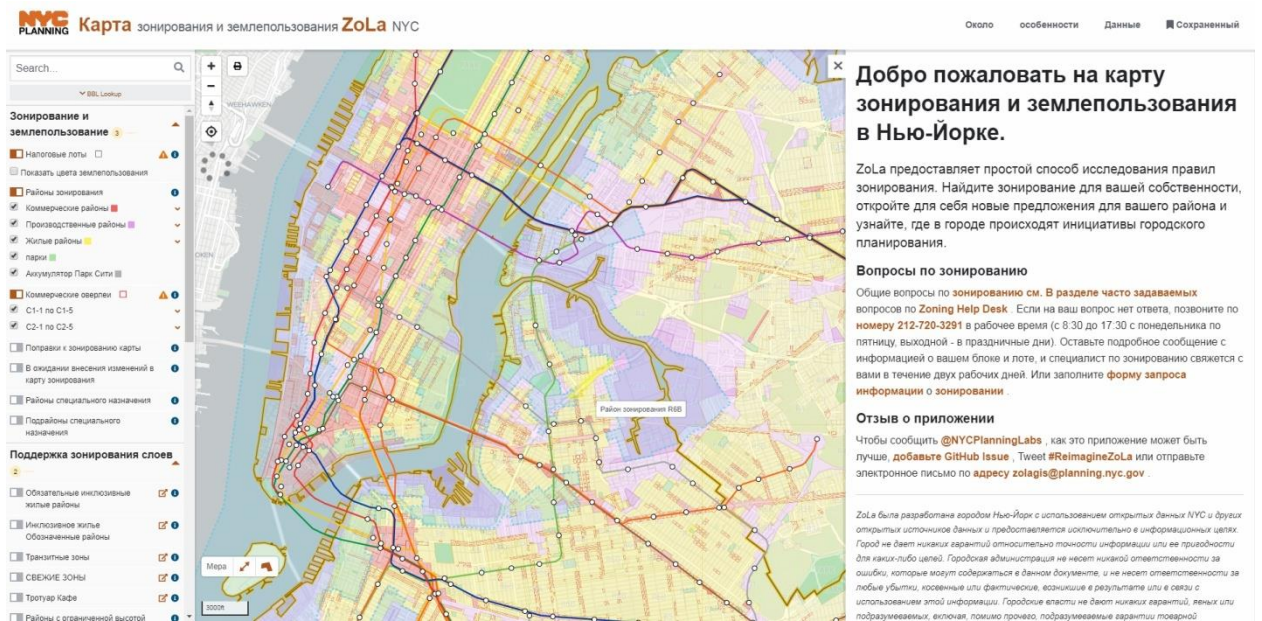 NYC
PLANNING
Карта зонирования и землепользования ZoLa NYC
Около особенности Данные Сохраненный
Search...
BBL Lookup
Зонирование и
землепользование 3
Налоговые лоты
Показать цвета землепользования
Районы зонирования
Коммерческие районы
Производственные районы
Жилые районы
парки
Аккумулятор Парк Сити
Коммерческие оверлеи
C1-1 по C1-5
C2-1 по C2-5
Поправки к зонированию карты
В ожидании внесения изменений в
карту зонирования
Районы специального назначения
Подрайоны специального
назначения
Поддержка зонирования слоев
2
Обязательные инклюзивные
жилые районы
Инклюзивное жилье
Обозначенные районы
Транзитные зоны
СВЕЖИЕ ЗОНЫ
Тротуар Кафе
Районы с ограниченной высотой
WEEHAWKEN
OKEN
Район зонирования R6B
Мера
3000ft
Добро пожаловать на карту
зонирования и землепользования
в Нью-Йорке.
ZoLa предоставляет простой способ исследования правил
зонирования. Найдите зонирование для вашей собственности,
откройте для себя новые предложения для вашего района и
узнайте, где в городе происходят инициативы городского
планирования.
Вопросы по зонированию
Общие вопросы по зонированию см. В разделе часто задаваемых
вопросов по Zoning Help Desk . Если на ваш вопрос нет ответа, позвоните по
номеру 212-720-3291 в рабочее время (с 8:30 до 17:30 с понедельника по
пятницу, выходной - в праздничные дни). Оставьте подробное сообщение с
информацией о вашем блоке и лоте, и специалист по зонированию свяжется с
вами в течение двух рабочих дней. Или заполните форму запроса
информации о зонировании .
Отзыв о приложении
Чтобы сообщить @NYCPlanningLabs , как это приложение может быть
лучше, добавьте GitHub Issue , Tweet #ReimagineZoLa или отправьте
электронное письмо по адресу zolagis@planning.nyc.gov .
ZoLa была разработана городом Нью-Йорк с использованием открытых данных NYC и других
открытых источников данных и предоставляется исключительно в информационных целях.
Город не дает никаких гарантий относительно точности информации или ее пригодности
для каких-либо целей. Городская администрация не несет никакой ответственности за
ошибки, которые могут содержаться в данном документе, и не несет ответственности за
любые убытки, косвенные или фактические, возникшие в результате или в связи с
использованием этой информации. Городские власти не дают никаких гарантий, явных или
подразумеваемых, включая, помимо прочего, подразумеваемые гарантии товарной